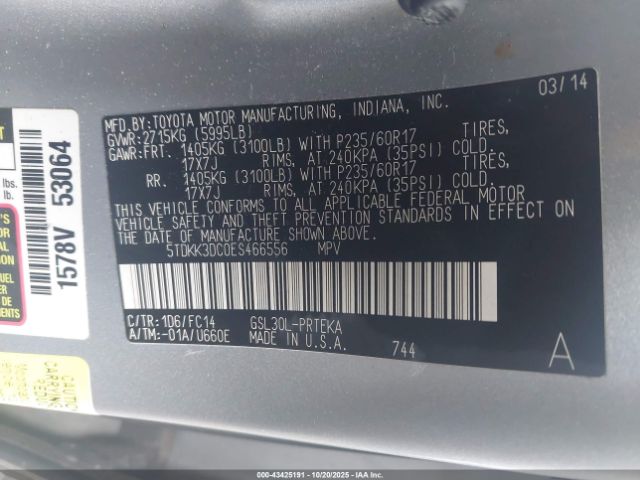 MFD.BY:TOYOTA MOTOR MANUFACTURING, INDIANA, INC. 03/14
GVWR:2715KG (5995LB)
GAWR:FRT. 1405KG (3100LB) WITH P235/60R17 TIRES,
17X7J RIMS, AT 240KPA (35PSI) COLD.
RR. 1405KG (3100LB) WITH P235/60R17 TIRES,
17X7J RIMS, AT 240KPA (35PSI) COLD.
THIS VEHICLE CONFORMS TO ALL APPLICABLE FEDERAL MOTOR
VEHICLE SAFETY AND THEFT PREVENTION STANDARDS IN EFFECT ON
THE DATE OF MANUFACTURE SHOWN ABOVE.
5TDKK3DC0ES466556 MPV
C/TR:1D6/FC14 GSL30L-PRTEKA
A/TM:-01A/U660E MADE IN U.S.A. 744 A
1578V 53064
lbs.
lb.
000-43425191 - 10/20/2025 - IAAI.COM